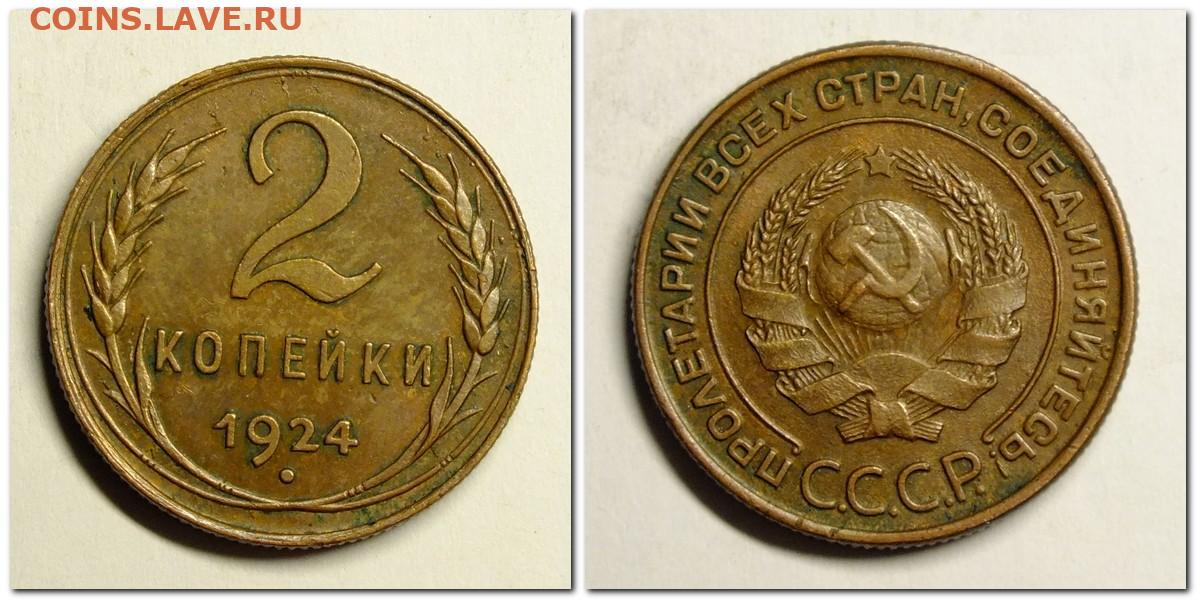 COINS.LAVE.RU
2
КОПЕЙКИ
1924
ПРОЛЕТАРИИ ВСЕХ СТРАН, СОЕДИНЯЙТЕСЬ!
С.С.С.Р.